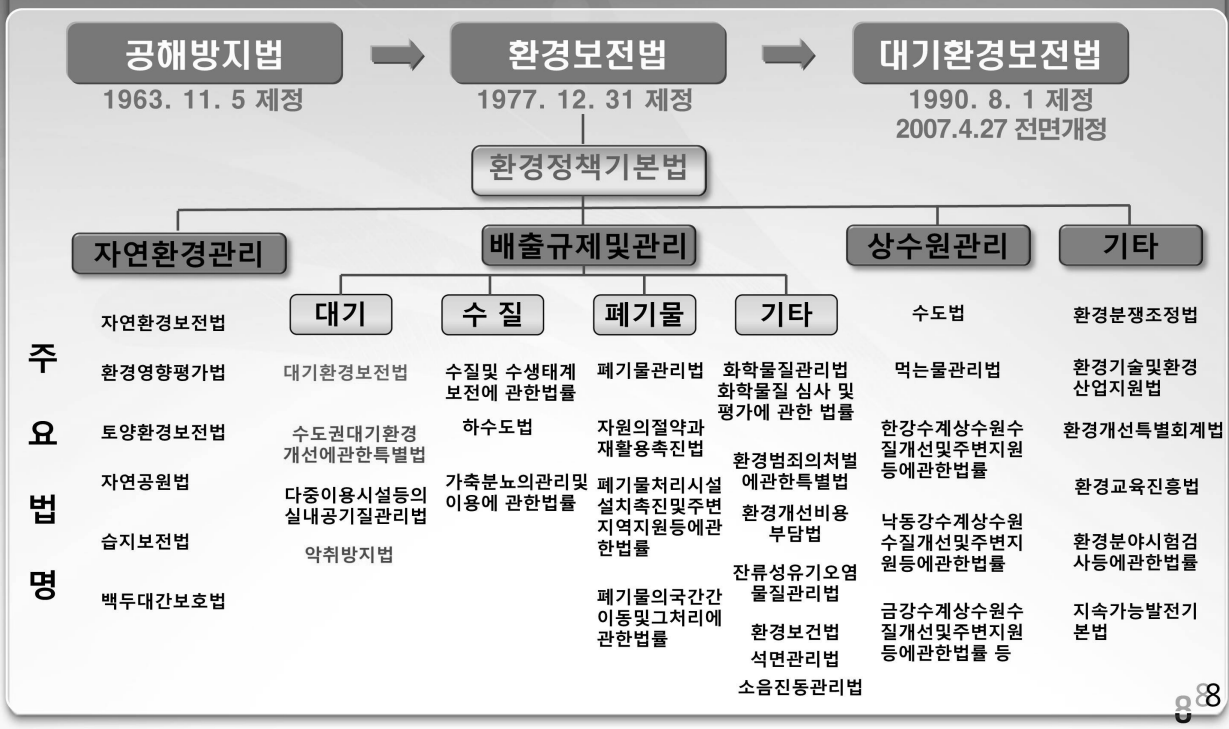 공해방지법
환경보전법
대기환경보전법
1963. 11. 5 제정
1977. 12. 31 제정
1990. 8. 1 제정
2007.4.27 전면개정
환경정책기본법
주
요
법
명
자연환경관리
자연환경보전법
환경영향평가법
토양환경보전법
자연공원법
습지보전법
백두대간보호법
배출규제및관리
대기
대기환경보전법
수도권대기환경
개선에관한특별법
다중이용시설등의
실내공기질관리법
악취방지법
수 질
수질및 수생태계
보전에 관한법률
하수도법
가축분뇨의관리및
이용에 관한법률
폐기물
폐기물관리법
자원의절약과
재활용촉진법
폐기물처리시설
설치촉진및주변
지역지원등에관
한법률
폐기물의국간간
이동및그처리에
관한법률
기타
화학물질관리법
화학물질 심사 및
평가에 관한 법률
환경범죄의처벌
에관한특별법
환경개선비용
부담법
잔류성유기오염
물질관리법
환경보건법
석면관리법
소음진동관리법
상수원관리
수도법
먹는물관리법
한강수계상수원수
질개선및주변지원
등에관한법률
낙동강수계상수원
수질개선및주변지
원등에관한법률
금강수계상수원수
질개선및주변지원
등에관한법률 등
기타
환경분쟁조정법
환경기술및환경
산업지원법
환경개선특별회계법
환경교육진흥법
환경분야시험검
사등에관한법률
지속가능발전기
본법
8
8
8